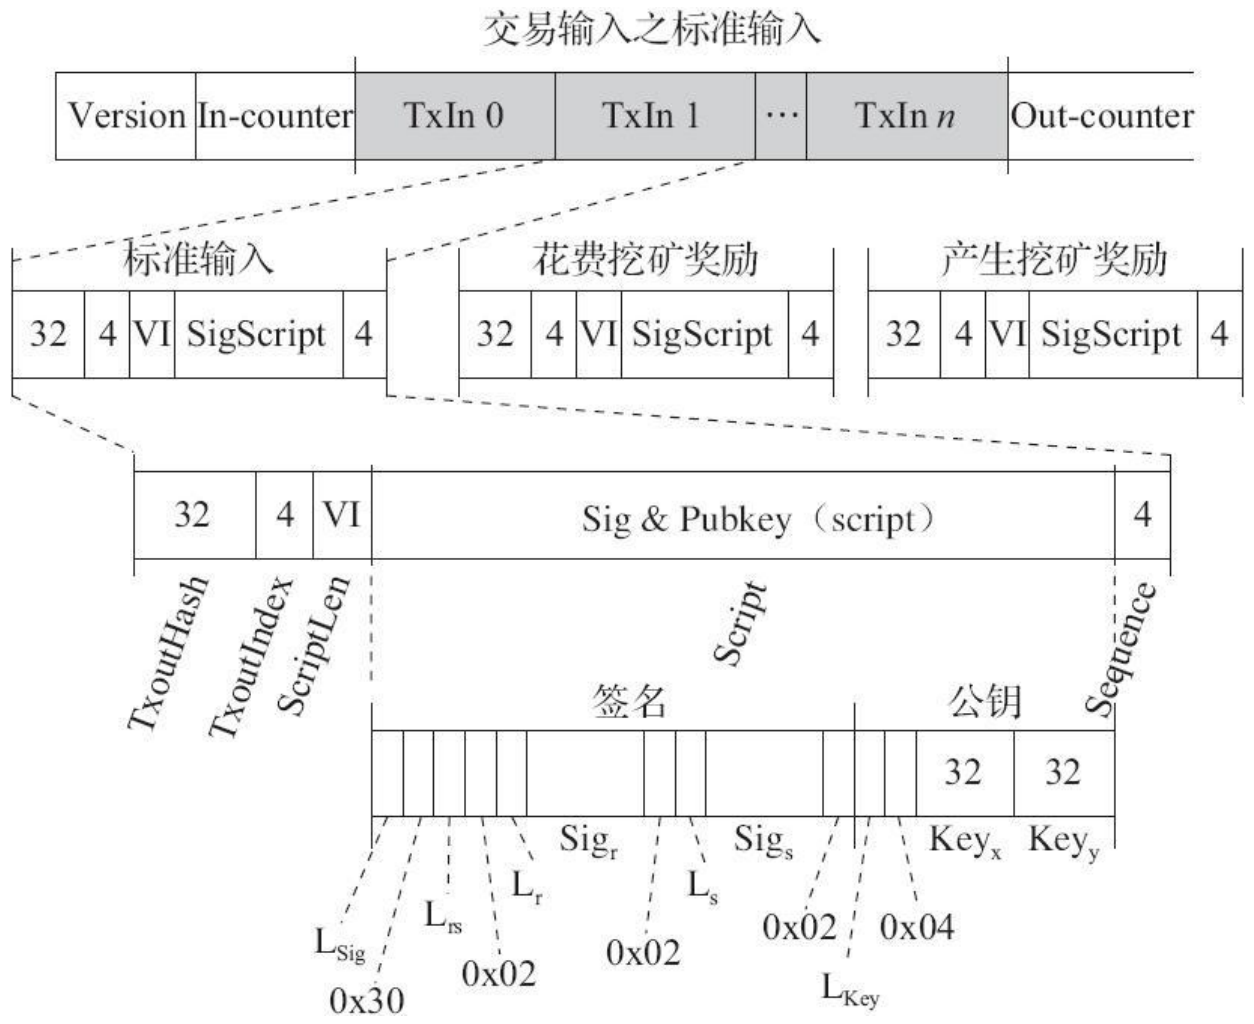 交易输入之标准输入
Version In-counter TxIn 0 TxIn 1 … TxIn n Out-counter
标准输入 花费挖矿奖励 产生挖矿奖励
32 4 VI SigScript 4 32 4 VI SigScript 4 32 4 VI SigScript 4
32 4 VI Sig & Pubkey（script） 4
TxoutHash TxoutIndex ScriptLen Script Sequence
签名 公钥
32 32
Sigr Sigs Keyx Keyy
Lr Ls
Lrs 0x02 0x04
LSig 0x02 0x02 LKey
0x30